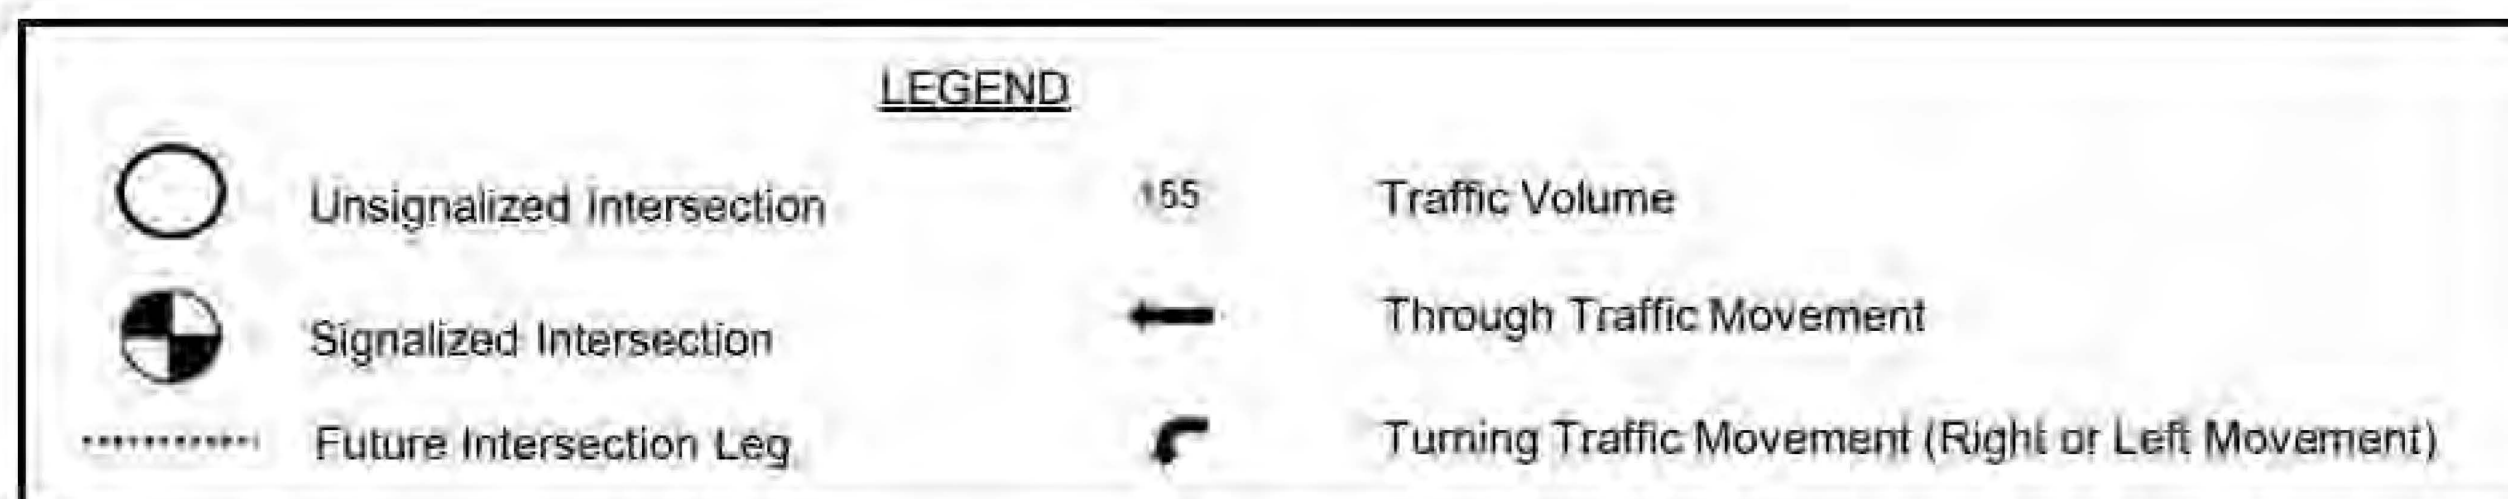 LEGEND
Unsignalized Intersection
155
Traffic Volume
Signalized Intersection
Through Traffic Movement
Future Intersection Leg
Turning Traffic Movement (Right or Left Movement)